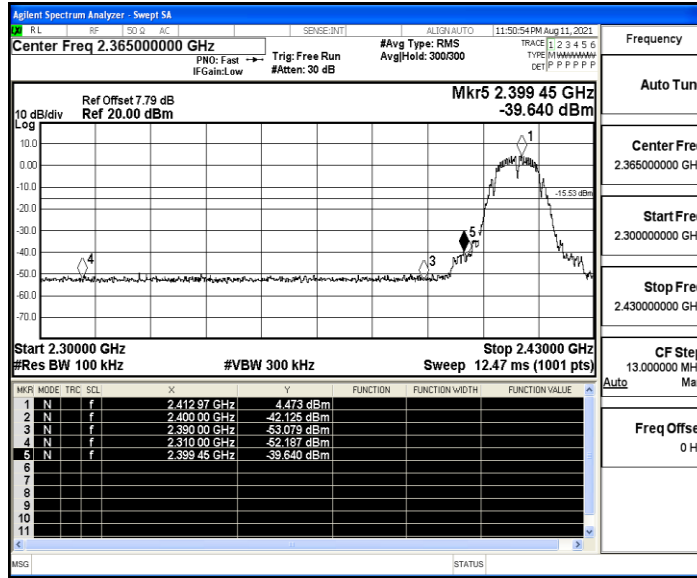 Agilent Spectrum Analyzer - Swept SA
RL RF 50 Ω AC SENSE:INT ALIGN AUTO 11:50:54 PM Aug 11, 2021
Center Freq 2.365000000 GHz
PNO: Fast
IFGain:Low
Trig: Free Run
#Atten: 30 dB
#Avg Type: RMS
Avg|Hold: 300/300
TRACE 1 2 3 4 5 6
TYPE M
DET P P P P P P
Ref Offset 7.79 dB
Ref 20.00 dBm
10 dB/div
Log
Mkr5 2.399 45 GHz
-39.640 dBm
10.0
0.00
-10.0
-20.0
-30.0
-40.0
-50.0
-60.0
-70.0
1
-15.53 dBm
5
4
3
Start 2.30000 GHz
#Res BW 100 kHz
#VBW 300 kHz
Stop 2.43000 GHz
Sweep 12.47 ms (1001 pts)
MKR MODE TRC SCL X Y FUNCTION FUNCTION WIDTH FUNCTION VALUE
1 N f 2.412 97 GHz 4.473 dBm
2 N f 2.400 00 GHz -42.125 dBm
3 N f 2.390 00 GHz -53.079 dBm
4 N f 2.310 00 GHz -52.187 dBm
5 N f 2.399 45 GHz -39.640 dBm
6
7
8
9
10
11
MSG STATUS
Frequency
Auto Tun
Center Fre
2.365000000 GH
Start Fre
2.300000000 GH
Stop Fre
2.430000000 GH
CF Step
13.000000 MH
Auto Ma
Freq Offse
0 H